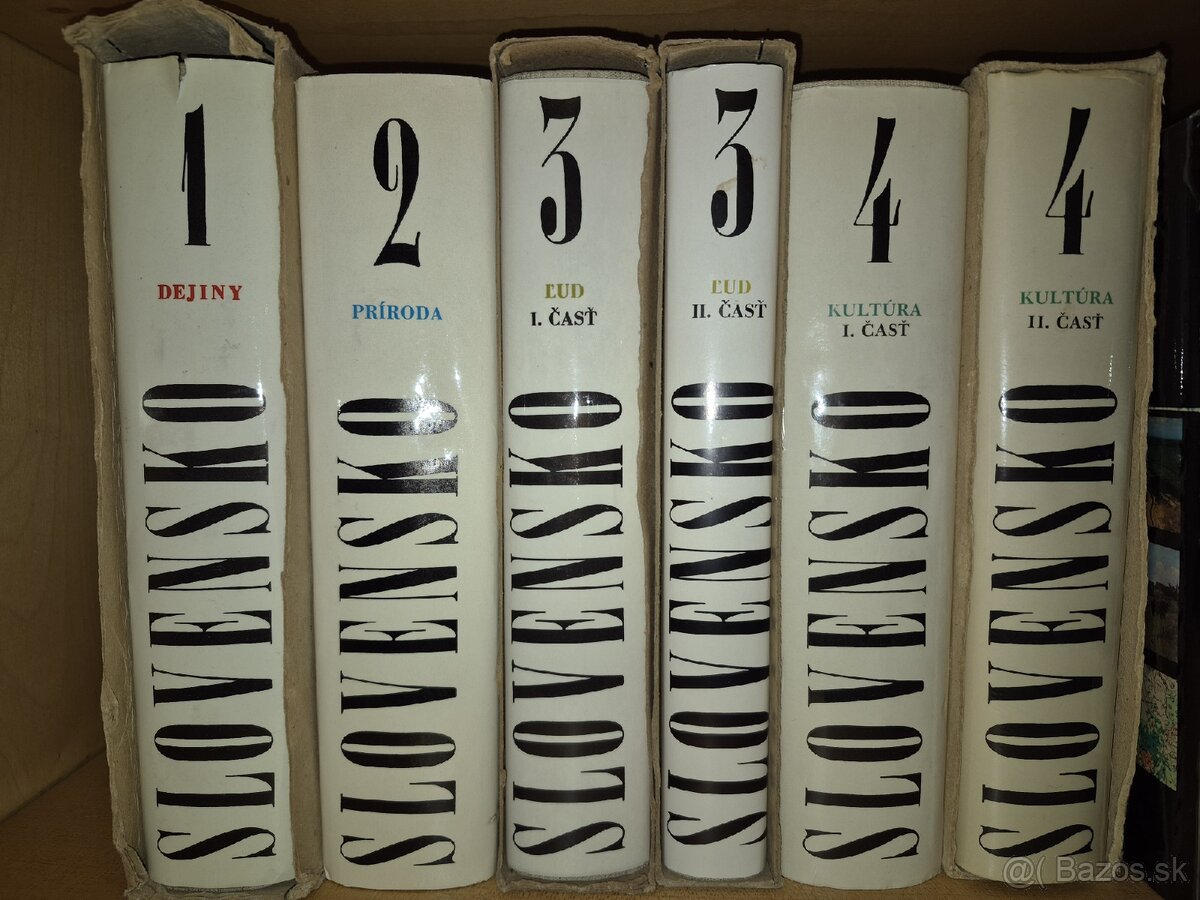 1
DEJINY
SLOVENSKO
2
PRÍRODA
SLOVENSKO
3
ĽUD
I. ČASŤ
SLOVENSKO
3
ĽUD
II. ČASŤ
SLOVENSKO
4
KULTÚRA
I. ČASŤ
SLOVENSKO
4
KULTÚRA
II. ČASŤ
SLOVENSKO
@( Bazos.sk